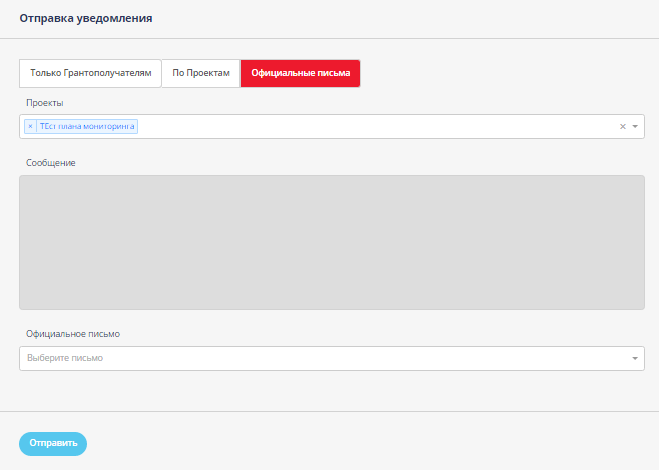 Отправка уведомления
Только Грантополучателям По Проектам Официальные письма
Проекты
× ТЕст плана мониторинга ×
Сообщение
Официальное письмо
Выберите письмо
Отправить